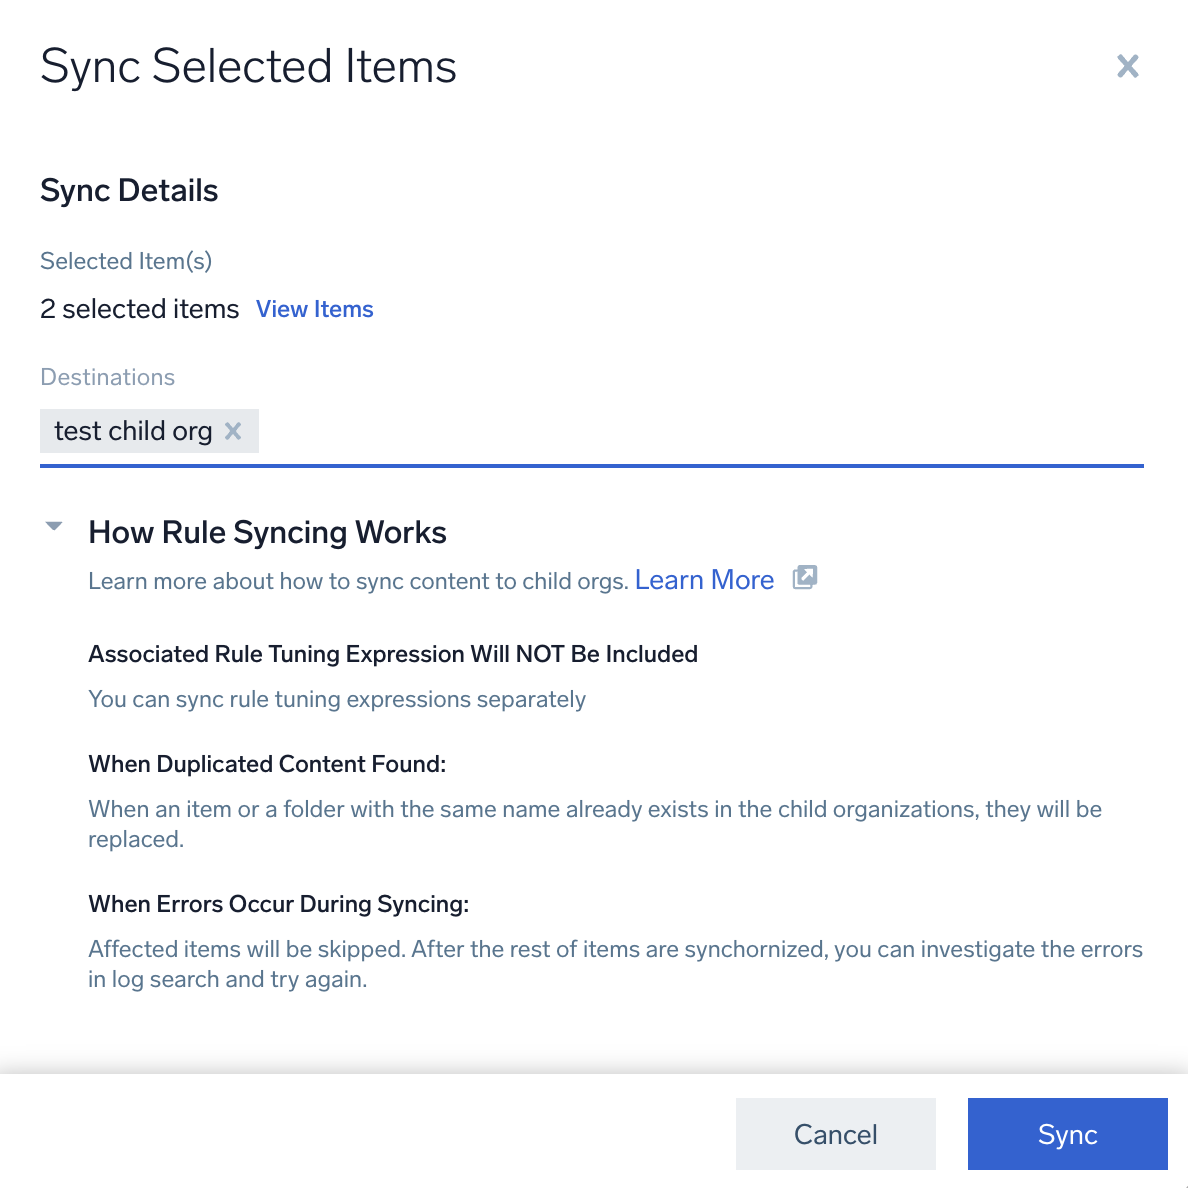 Sync Selected Items
Sync Details
Selected Item(s)
2 selected items View Items
Destinations
test child org
How Rule Syncing Works
Learn more about how to sync content to child orgs. Learn More
Associated Rule Tuning Expression Will NOT Be Included
You can sync rule tuning expressions separately
When Duplicated Content Found:
When an item or a folder with the same name already exists in the child organizations, they will be
replaced.
When Errors Occur During Syncing:
Affected items will be skipped. After the rest of items are synchornized, you can investigate the errors
in log search and try again.
Cancel Sync